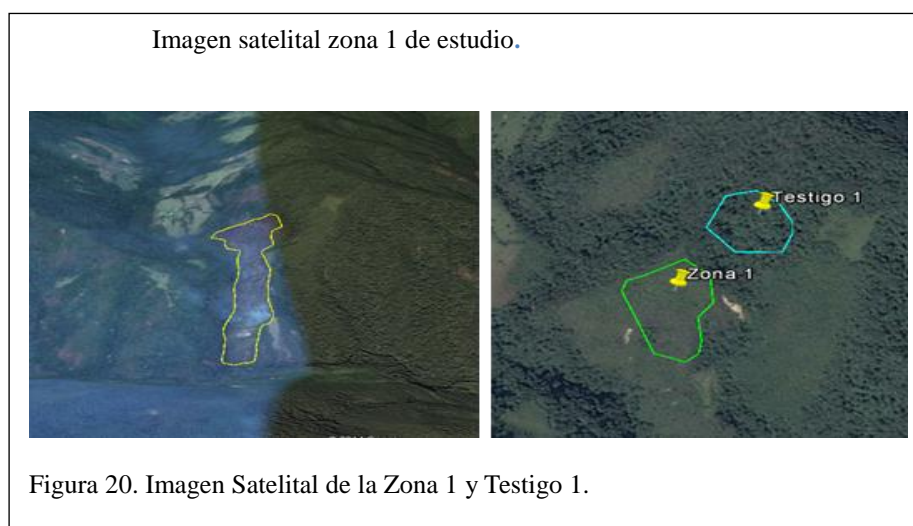 Imagen satelital zona 1 de estudio.
Testigo 1
Zona 1
Figura 20. Imagen Satelital de la Zona 1 y Testigo 1.